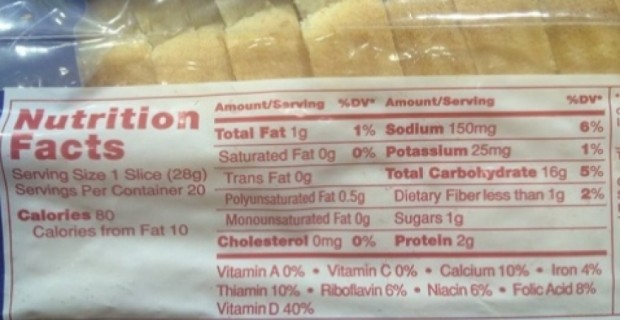 Nutrition
Facts
Serving Size 1 Slice (28g)
Servings Per Container 20
Calories 80
Calories from Fat 10
Amount/Serving %DV* Amount/Serving %DV*
Total Fat 1g 1% Sodium 150mg 6%
Saturated Fat 0g 0% Potassium 25mg 1%
Trans Fat 0g Total Carbohydrate 16g 5%
Polyunsaturated Fat 0.5g Dietary Fiber less than 1g 2%
Monounsaturated Fat 0g Sugars 1g
Cholesterol 0mg 0% Protein 2g
Vitamin A 0% • Vitamin C 0% • Calcium 10% • Iron 4%
Thiamin 10% • Riboflavin 6% • Niacin 6% • Folic Acid 8%
Vitamin D 40%